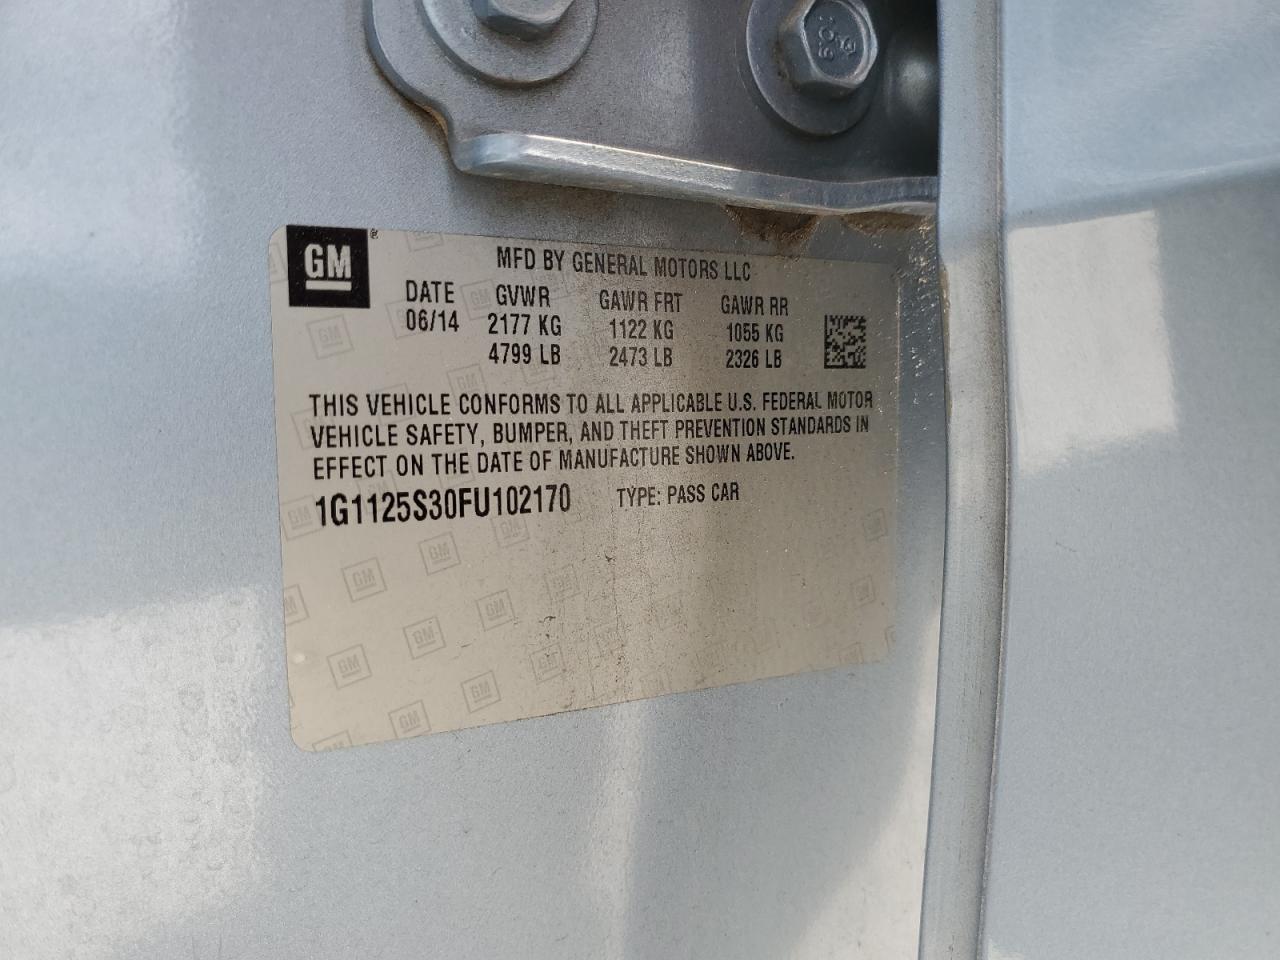 GM®
MFD BY GENERAL MOTORS LLC
DATE GVWR GAWR FRT GAWR RR
06/14 2177 KG 1122 KG 1055 KG
4799 LB 2473 LB 2326 LB
THIS VEHICLE CONFORMS TO ALL APPLICABLE U.S. FEDERAL MOTOR
VEHICLE SAFETY, BUMPER, AND THEFT PREVENTION STANDARDS IN
EFFECT ON THE DATE OF MANUFACTURE SHOWN ABOVE.
1G1125S30FU102170 TYPE: PASS CAR